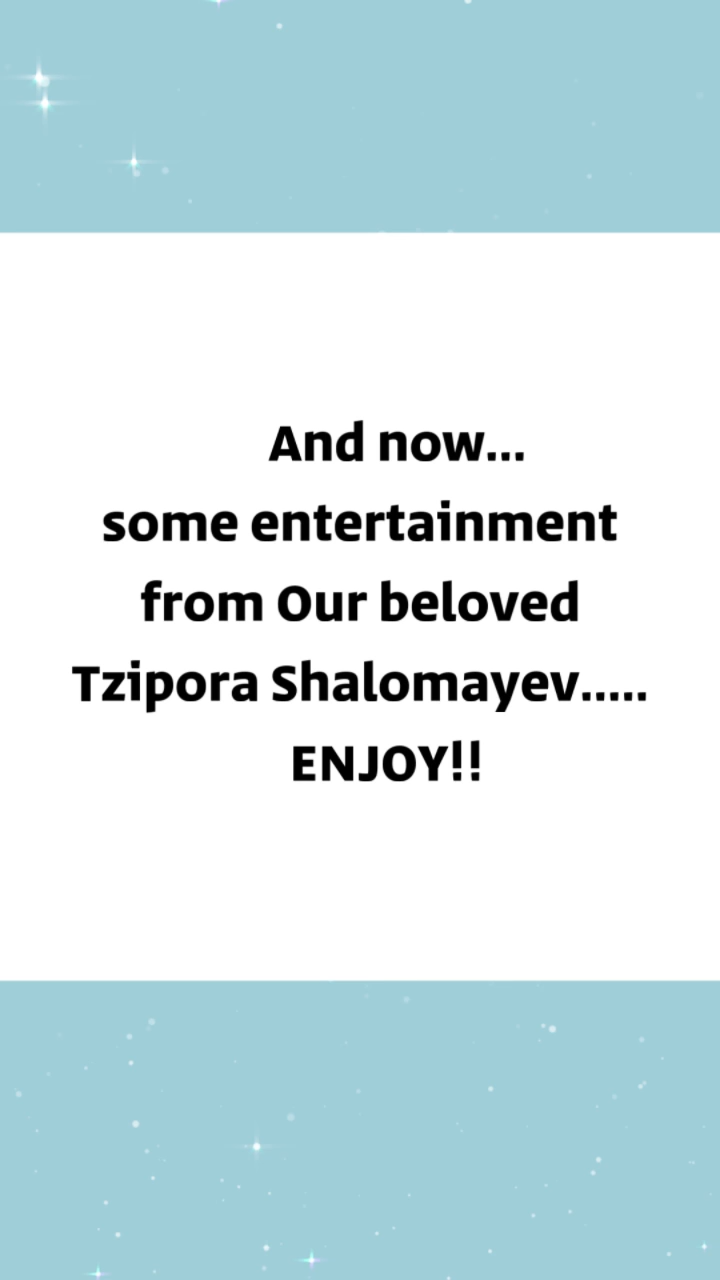 And now...
some entertainment
from Our beloved
Tzipora Shalomayev.....
ENJOY!!